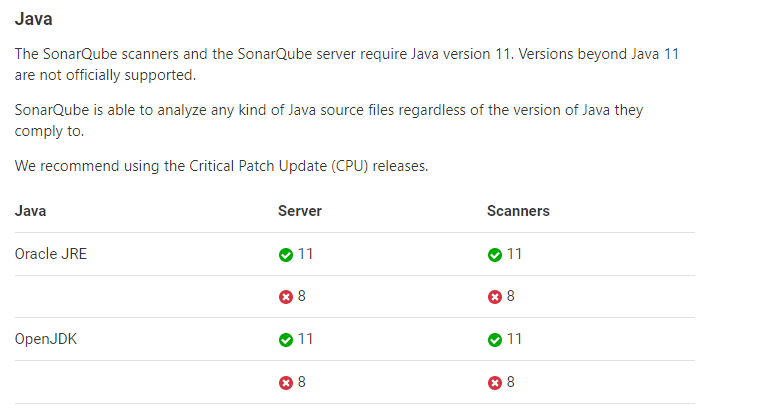 Java
The SonarQube scanners and the SonarQube server require Java version 11. Versions beyond Java 11
are not officially supported.
SonarQube is able to analyze any kind of Java source files regardless of the version of Java they
comply to.
We recommend using the Critical Patch Update (CPU) releases.
Java Server Scanners
Oracle JRE 11 11
8 8
OpenJDK 11 11
8 8